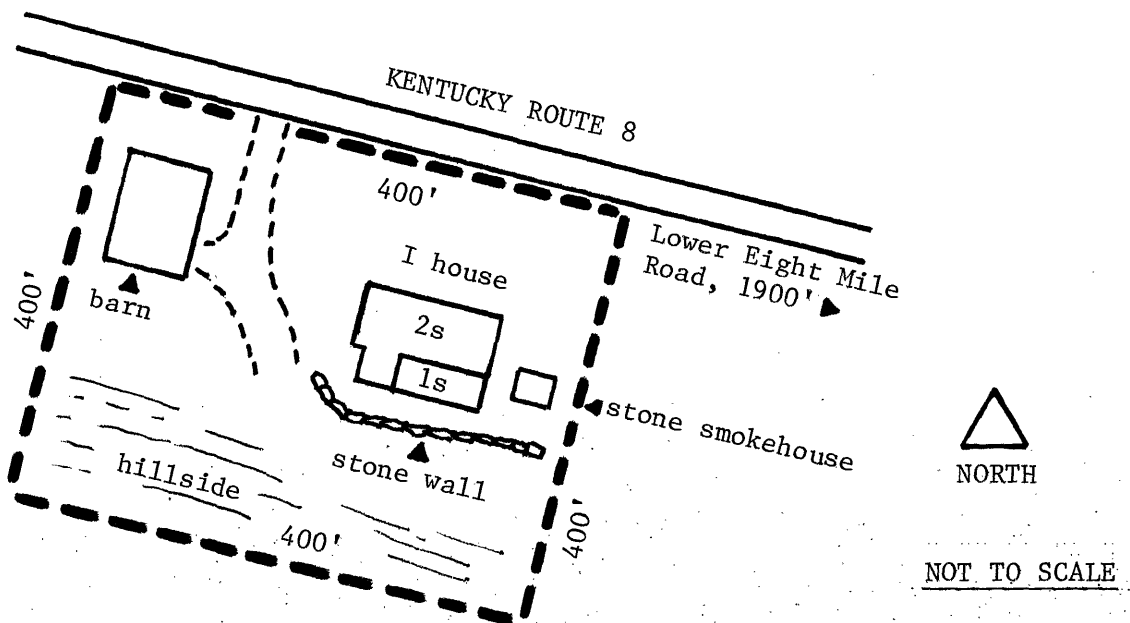 KENTUCKY ROUTE 8
400'
Lower Eight Mile
Road, 1900'
I house
2s
1s
400'
barn
stone smokehouse
stone wall
hillside
400'
400'
NORTH
NOT TO SCALE